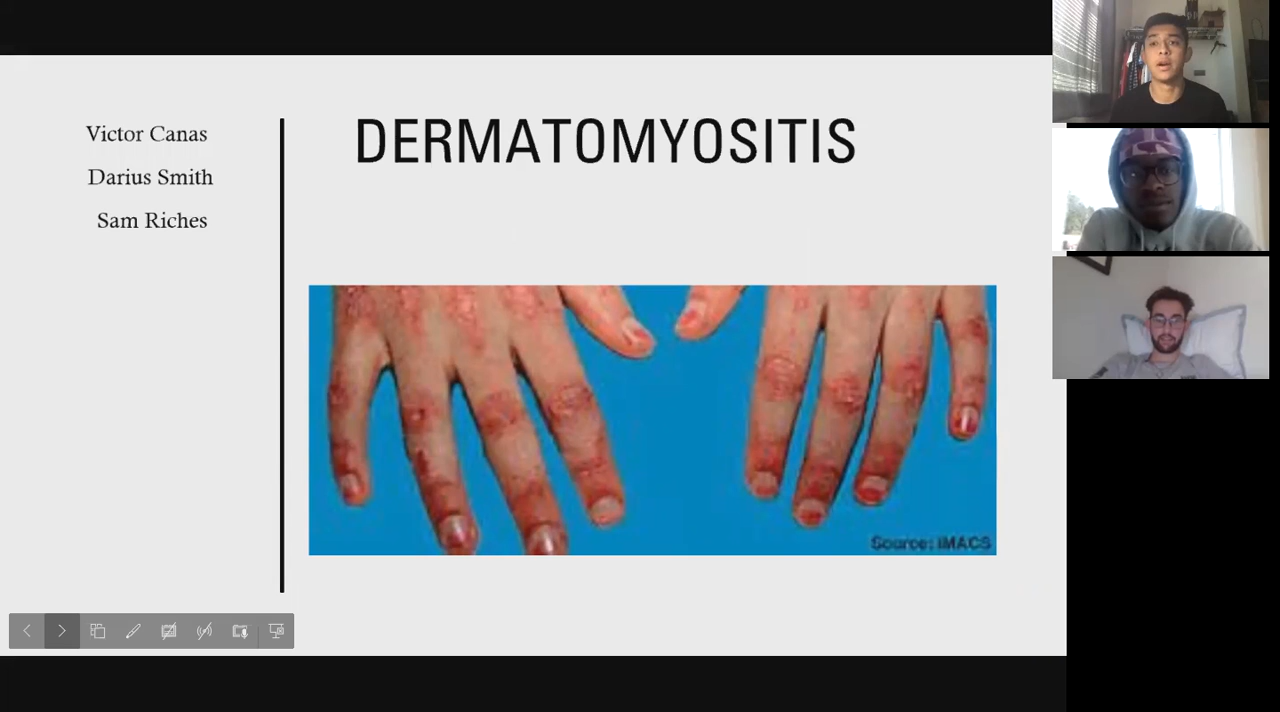 Victor Canas
Darius Smith
Sam Riches
DERMATOMYOSITIS
Source: IMACS